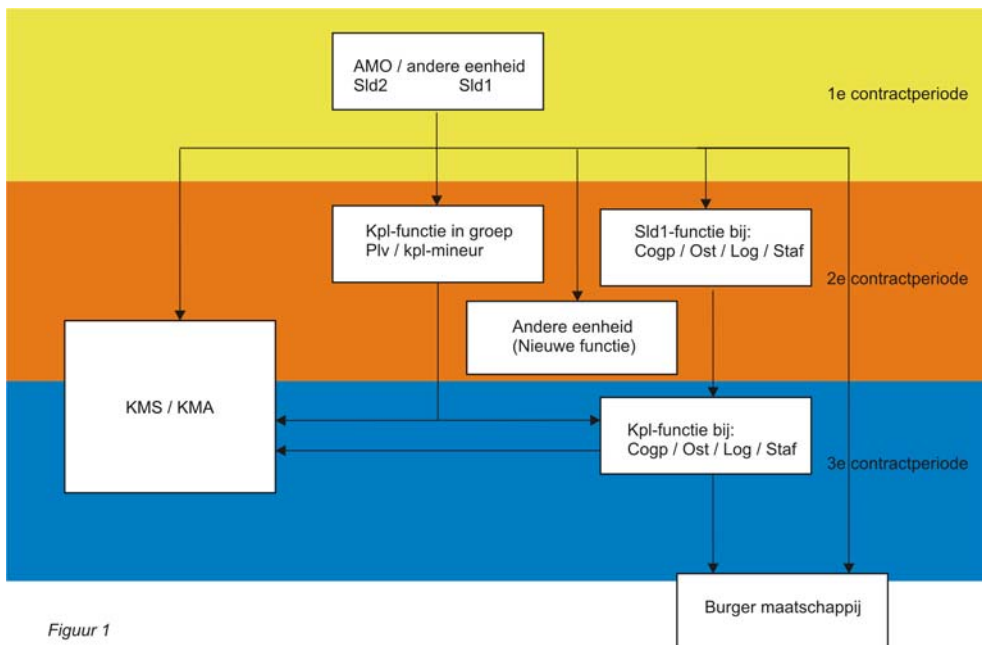 AMO / andere eenheid
Sld2 Sld1
1e contractperiode
Kpl-functie in groep
Plv / kpl-mineur
Sld1-functie bij:
Cogp / Ost / Log / Staf
2e contractperiode
Andere eenheid
(Nieuwe functie)
KMS / KMA
Kpl-functie bij:
Cogp / Ost / Log / Staf
3e contractperiode
Burger maatschappij
Figuur 1